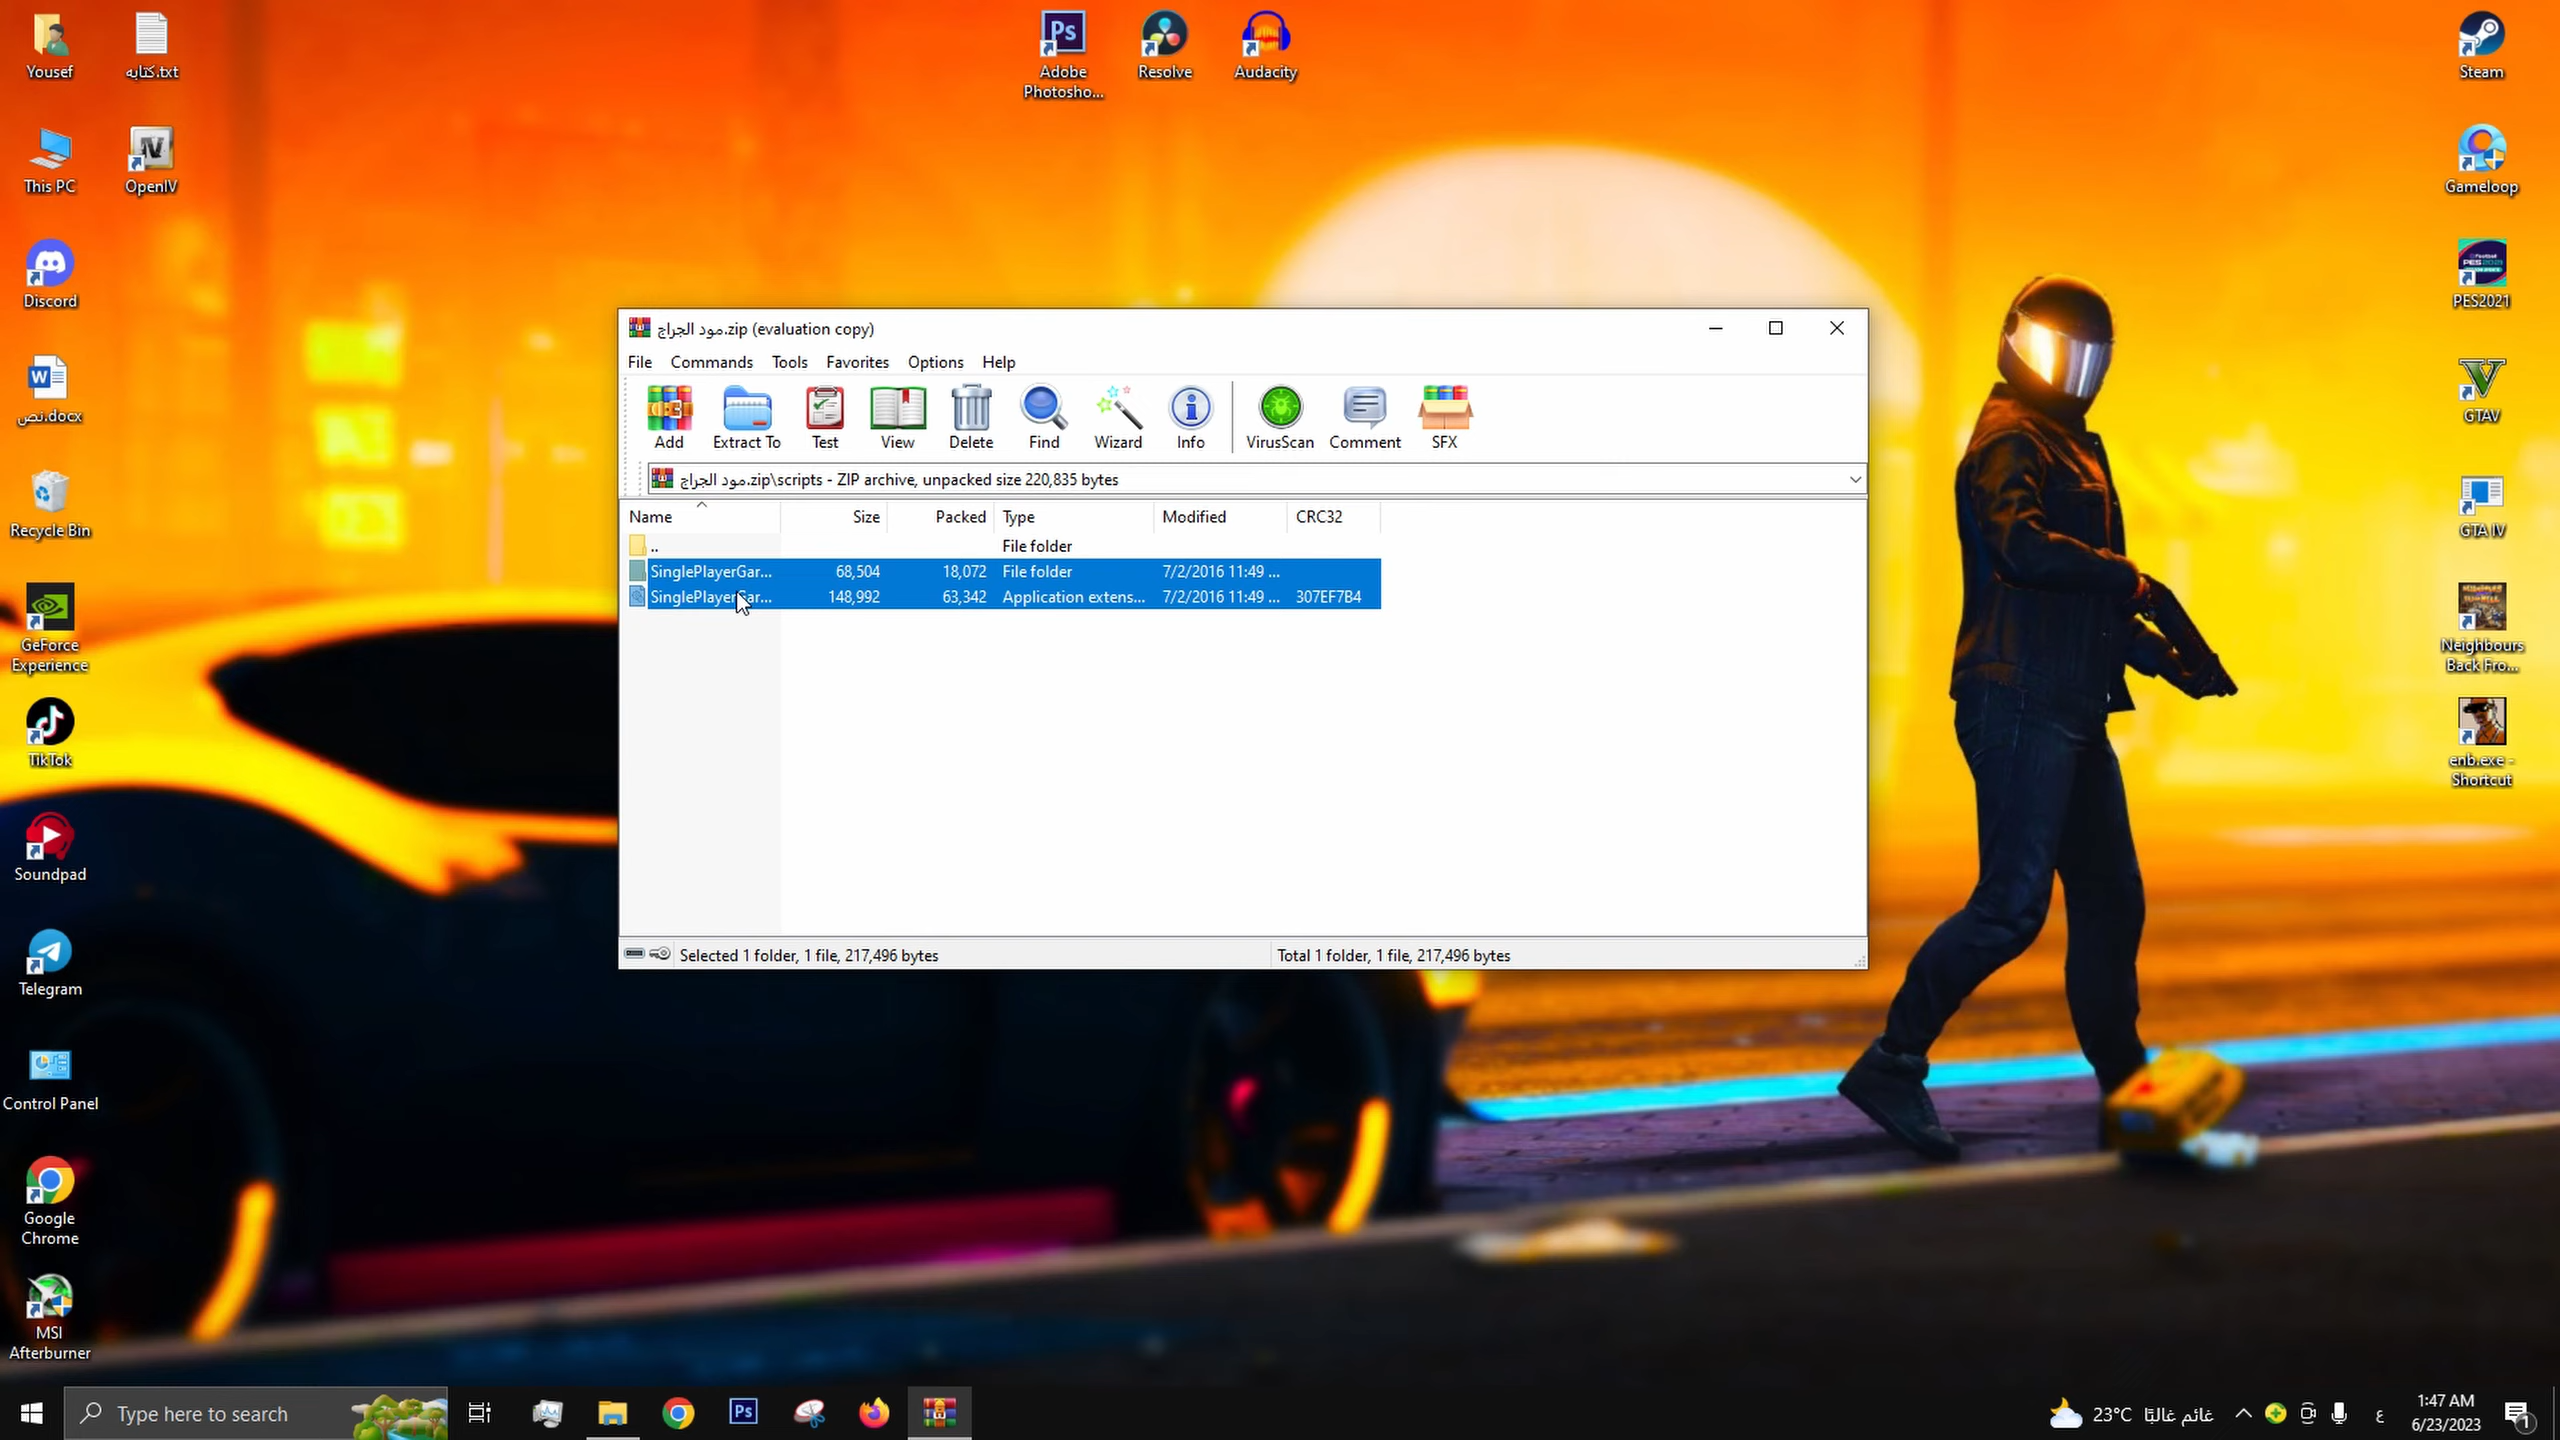 Yousef
كتابه.txt
This PC
OpenIV
Discord
نص.docx
Recycle Bin
GeForce
Experience
TikTok
Soundpad
Telegram
Control Panel
Google
Chrome
MSI
Afterburner
Adobe
Photosho...
Resolve
Audacity
Steam
Gameloop
PES2021
GTAV
GTA IV
Neighbours
Back Fro...
enb.exe -
Shortcut
مود الجراج.zip (evaluation copy)
File Commands Tools Favorites Options Help
Add Extract To Test View Delete Find Wizard Info VirusScan Comment SFX
مود الجراج.zip\scripts - ZIP archive, unpacked size 220,835 bytes
Name Size Packed Type Modified CRC32
.. File folder
SinglePlayerGar... 68,504 18,072 File folder 7/2/2016 11:49 ...
SinglePlayerGar... 148,992 63,342 Application extens... 7/2/2016 11:49 ... 307EF7B4
Selected 1 folder, 1 file, 217,496 bytes Total 1 folder, 1 file, 217,496 bytes
Type here to search
Ps
23°C غائم غالبًا
ع
1:47 AM
6/23/2023
1